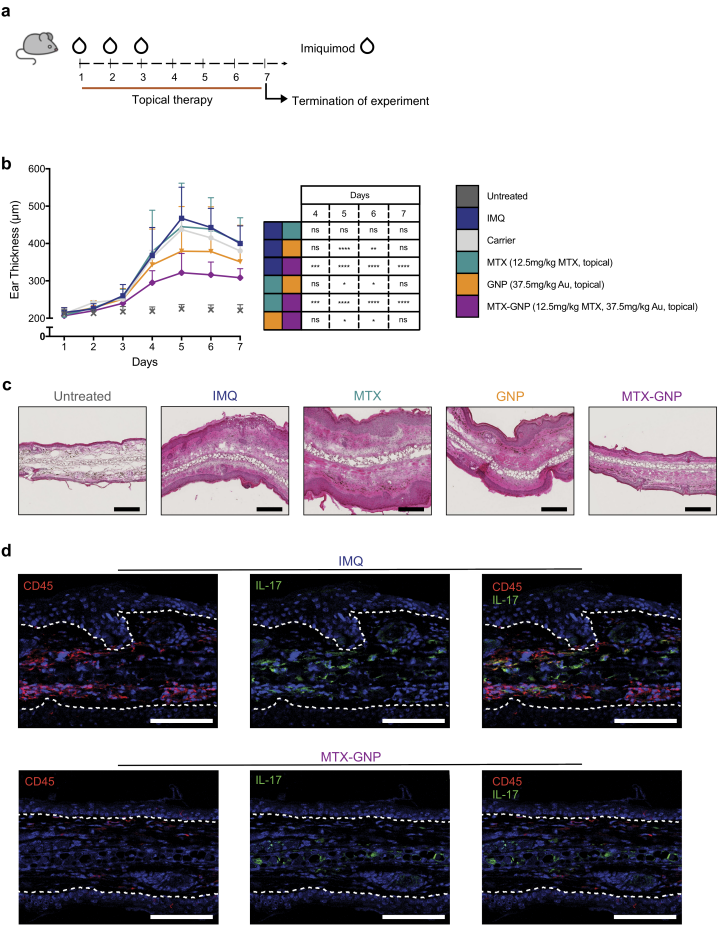 a
Imiquimod
1 2 3 4 5 6 7
Topical therapy
Termination of experiment
b
600
500
400
300
200
0
Ear Thickness (μm)
1 2 3 4 5 6 7
Days
Days
4 5 6 7
ns ns ns ns
ns **** ** ns
*** **** **** ****
ns * * ns
*** **** **** ****
ns * * ns
Untreated
IMQ
Carrier
MTX (12.5mg/kg MTX, topical)
GNP (37.5mg/kg Au, topical)
MTX-GNP (12.5mg/kg MTX, 37.5mg/kg Au, topical)
c
Untreated IMQ MTX GNP MTX-GNP
d
IMQ
CD45 IL-17 CD45
IL-17
MTX-GNP
CD45 IL-17 CD45
IL-17